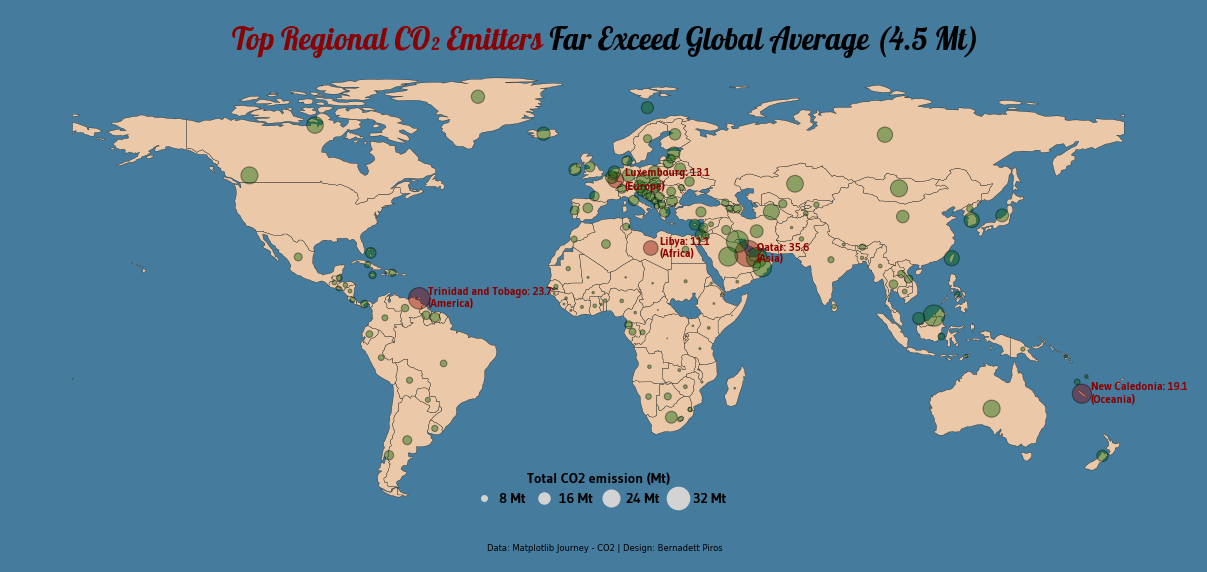 Top Regional CO₂ Emitters Far Exceed Global Average (4.5 Mt)
Luxembourg: 13.1
(Europe)
Libya: 11.1
(Africa)
Qatar: 35.6
(Asia)
Trinidad and Tobago: 23.7
(America)
New Caledonia: 19.1
(Oceania)
Total CO2 emission (Mt)
8 Mt 16 Mt 24 Mt 32 Mt
Data: Matplotlib Journey - CO2 | Design: Bernadett Piros